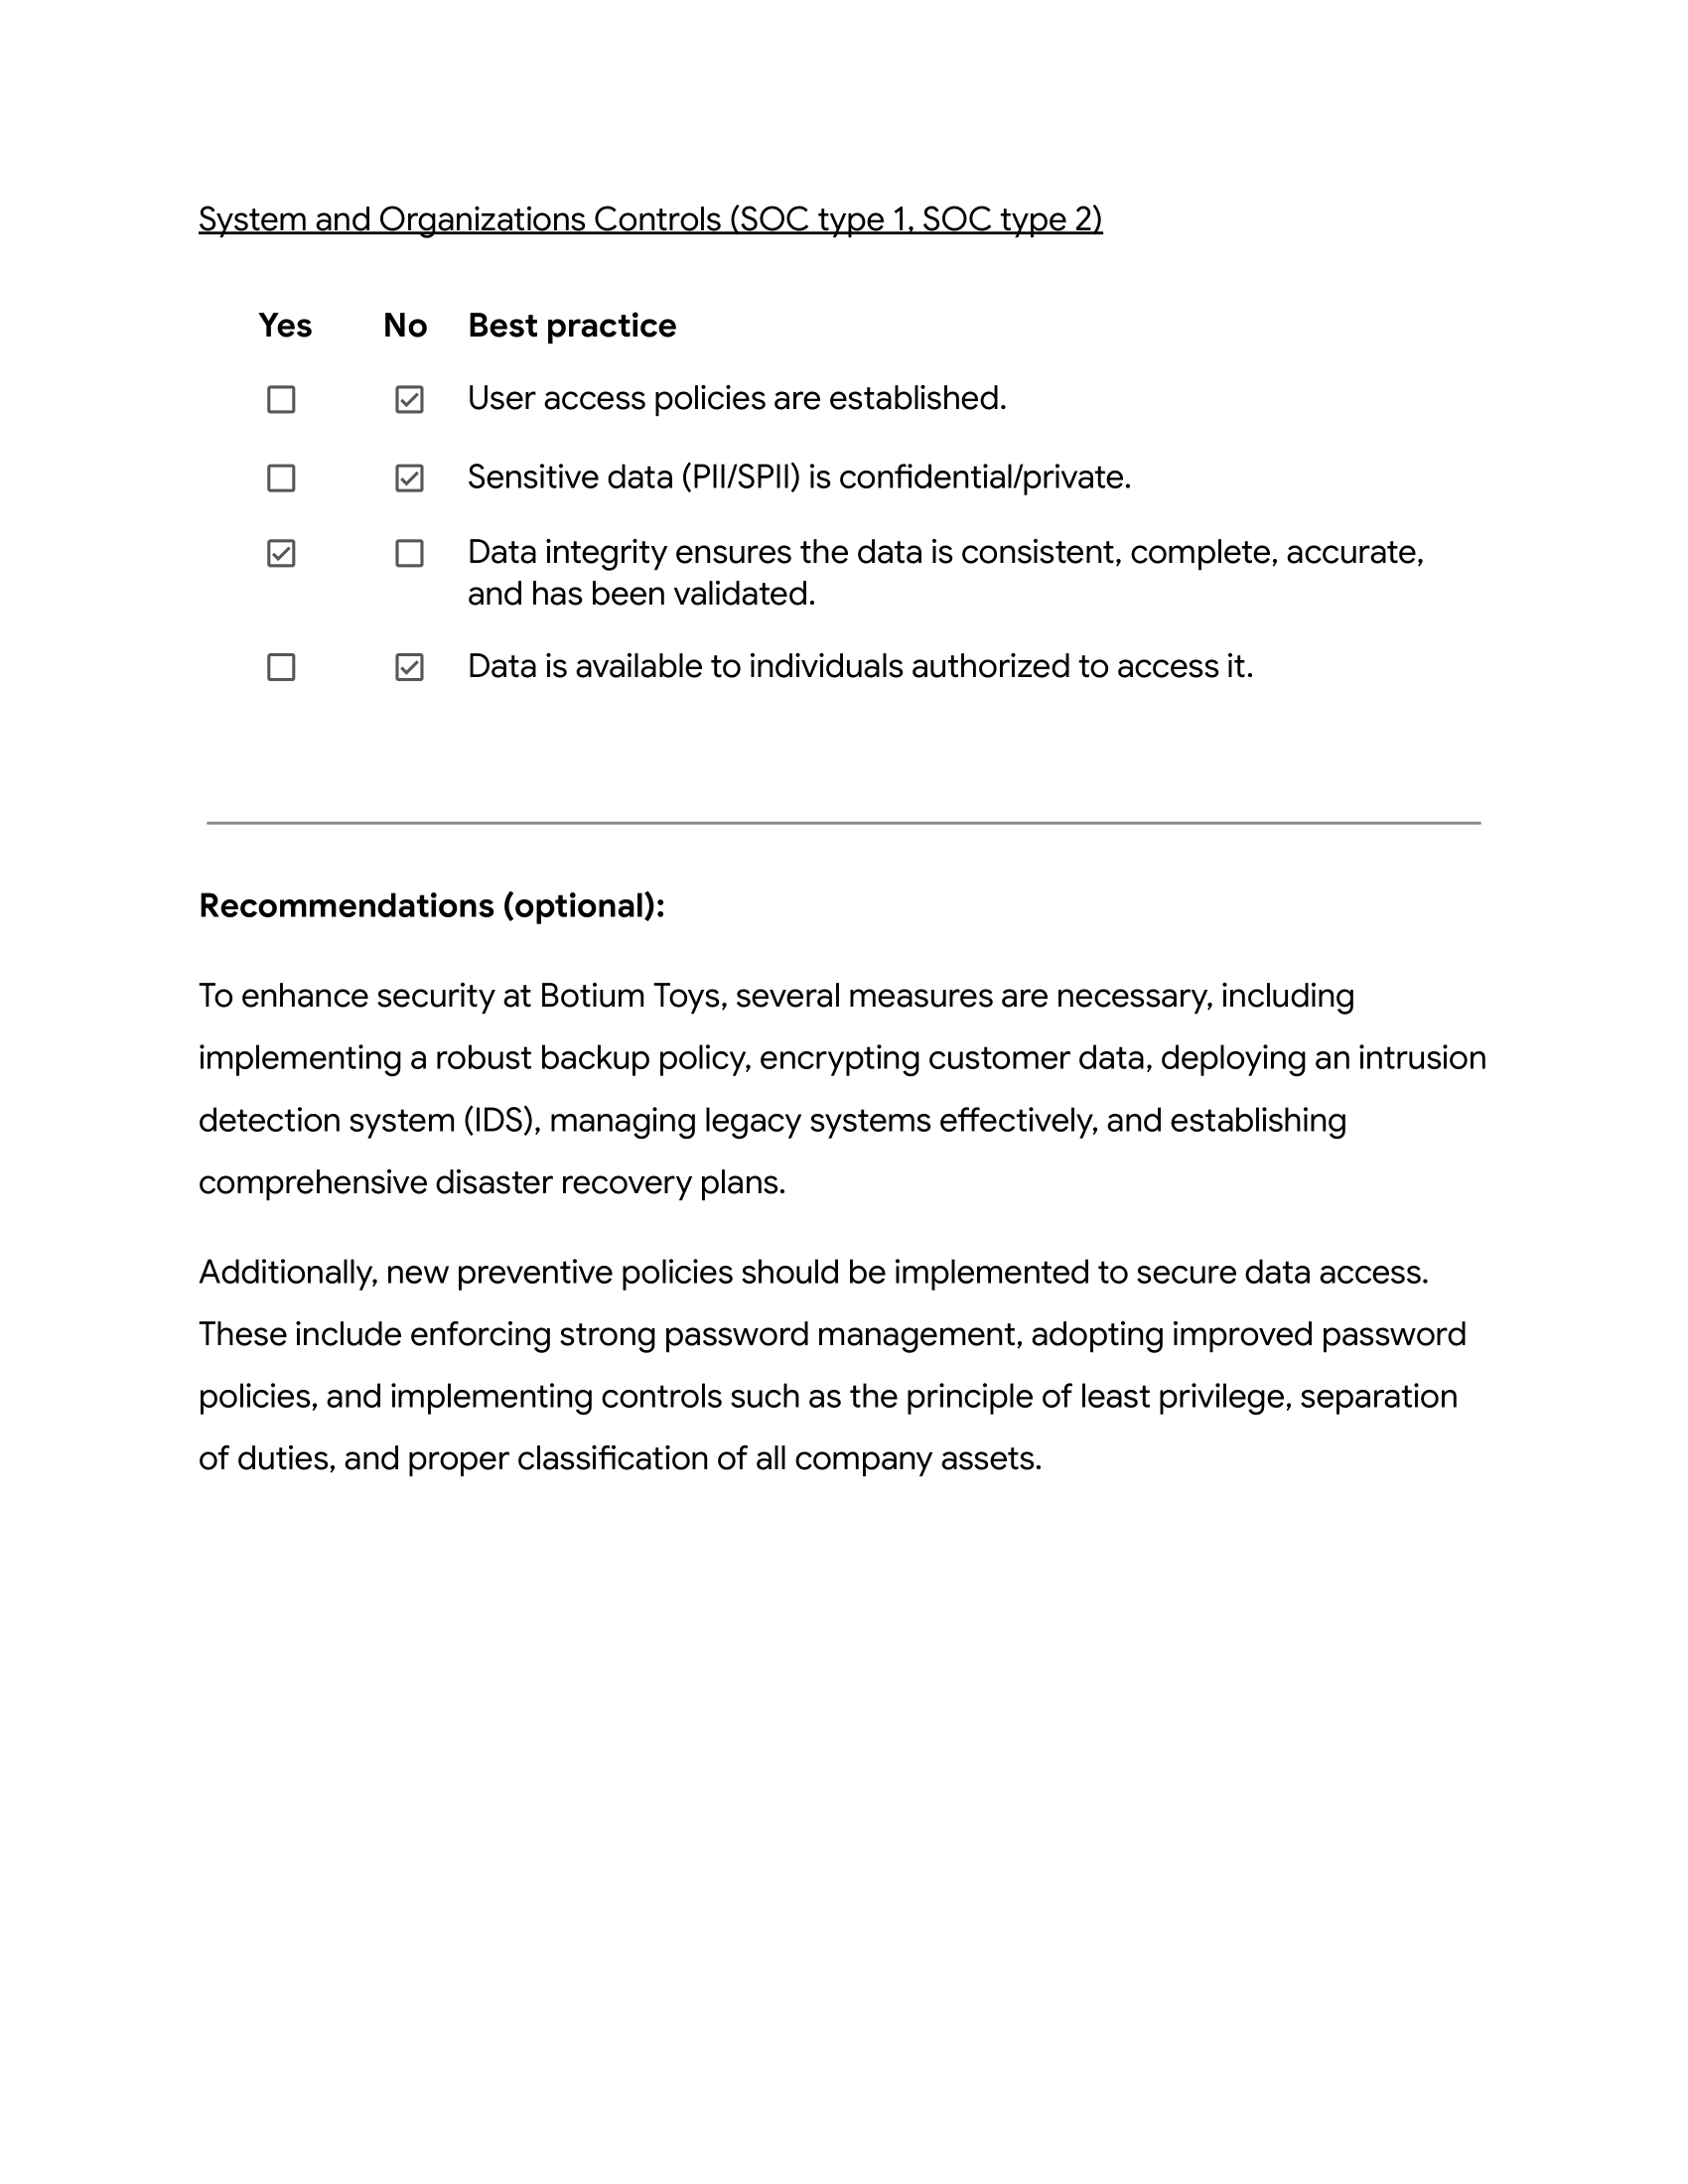 System and Organizations Controls (SOC type 1, SOC type 2)
Yes No Best practice
☐ ☑ User access policies are established.
☐ ☑ Sensitive data (PII/SPII) is confidential/private.
☑ ☐ Data integrity ensures the data is consistent, complete, accurate,
and has been validated.
☐ ☑ Data is available to individuals authorized to access it.
Recommendations (optional):
To enhance security at Botium Toys, several measures are necessary, including
implementing a robust backup policy, encrypting customer data, deploying an intrusion
detection system (IDS), managing legacy systems effectively, and establishing
comprehensive disaster recovery plans.
Additionally, new preventive policies should be implemented to secure data access.
These include enforcing strong password management, adopting improved password
policies, and implementing controls such as the principle of least privilege, separation
of duties, and proper classification of all company assets.